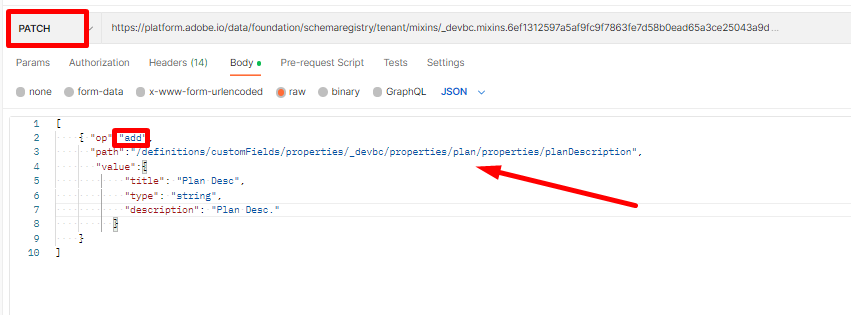 PATCH
https://platform.adobe.io/data/foundation/schemaregistry/tenant/mixins/_devbc.mixins.6ef1312597a5af9fc9f7863fe7d58b0ead65a3ce25043a9d...
Params Authorization Headers (14) Body Pre-request Script Tests Settings
none form-data x-www-form-urlencoded raw binary GraphQL JSON
1 [
2 { "op" "add",
3 "path":"/definitions/customFields/properties/_devbc/properties/plan/properties/planDescription",
4 "value":{
5 "title": "Plan Desc",
6 "type": "string",
7 "description": "Plan Desc."
8 }
9 }
10 ]